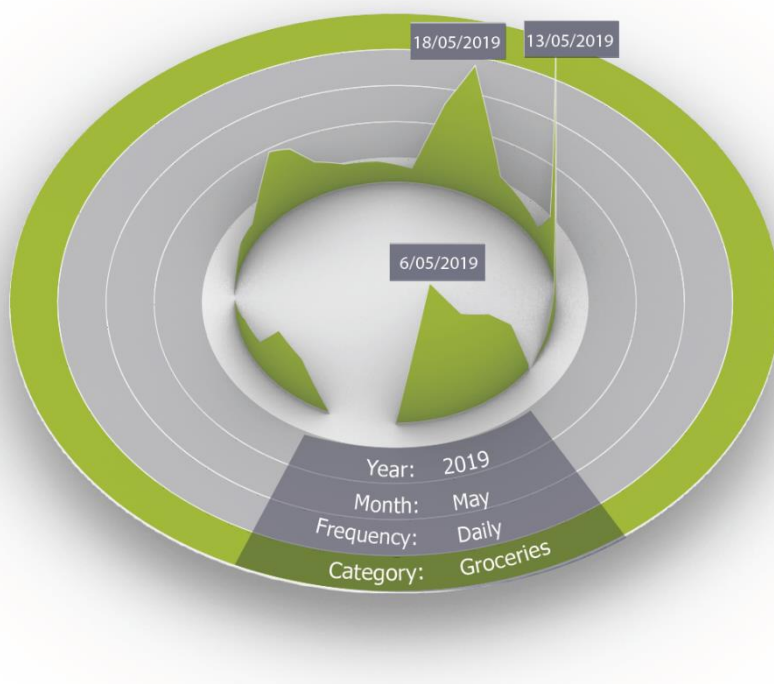 18/05/2019
13/05/2019
6/05/2019
Year: 2019
Month: May
Frequency: Daily
Category: Groceries